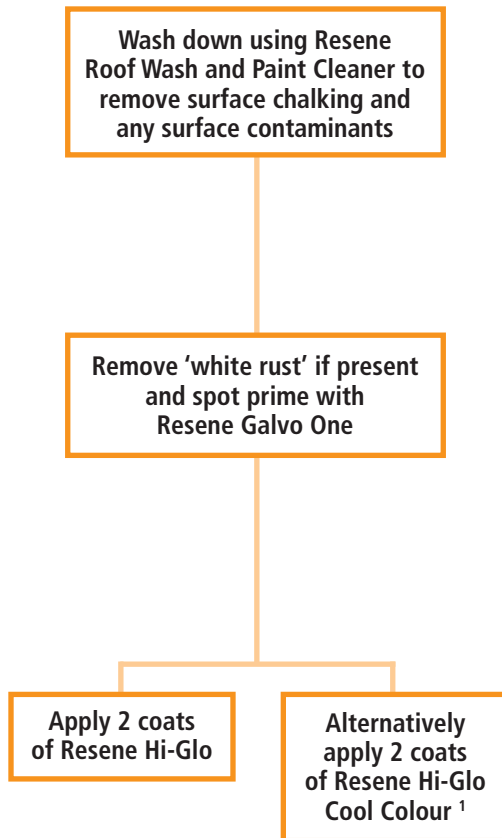 Wash down using Resene
Roof Wash and Paint Cleaner to
remove surface chalking and
any surface contaminants
Remove ‘white rust’ if present
and spot prime with
Resene Galvo One
Apply 2 coats
of Resene Hi-Glo
Alternatively
apply 2 coats
of Resene Hi-Glo
Cool Colour ¹